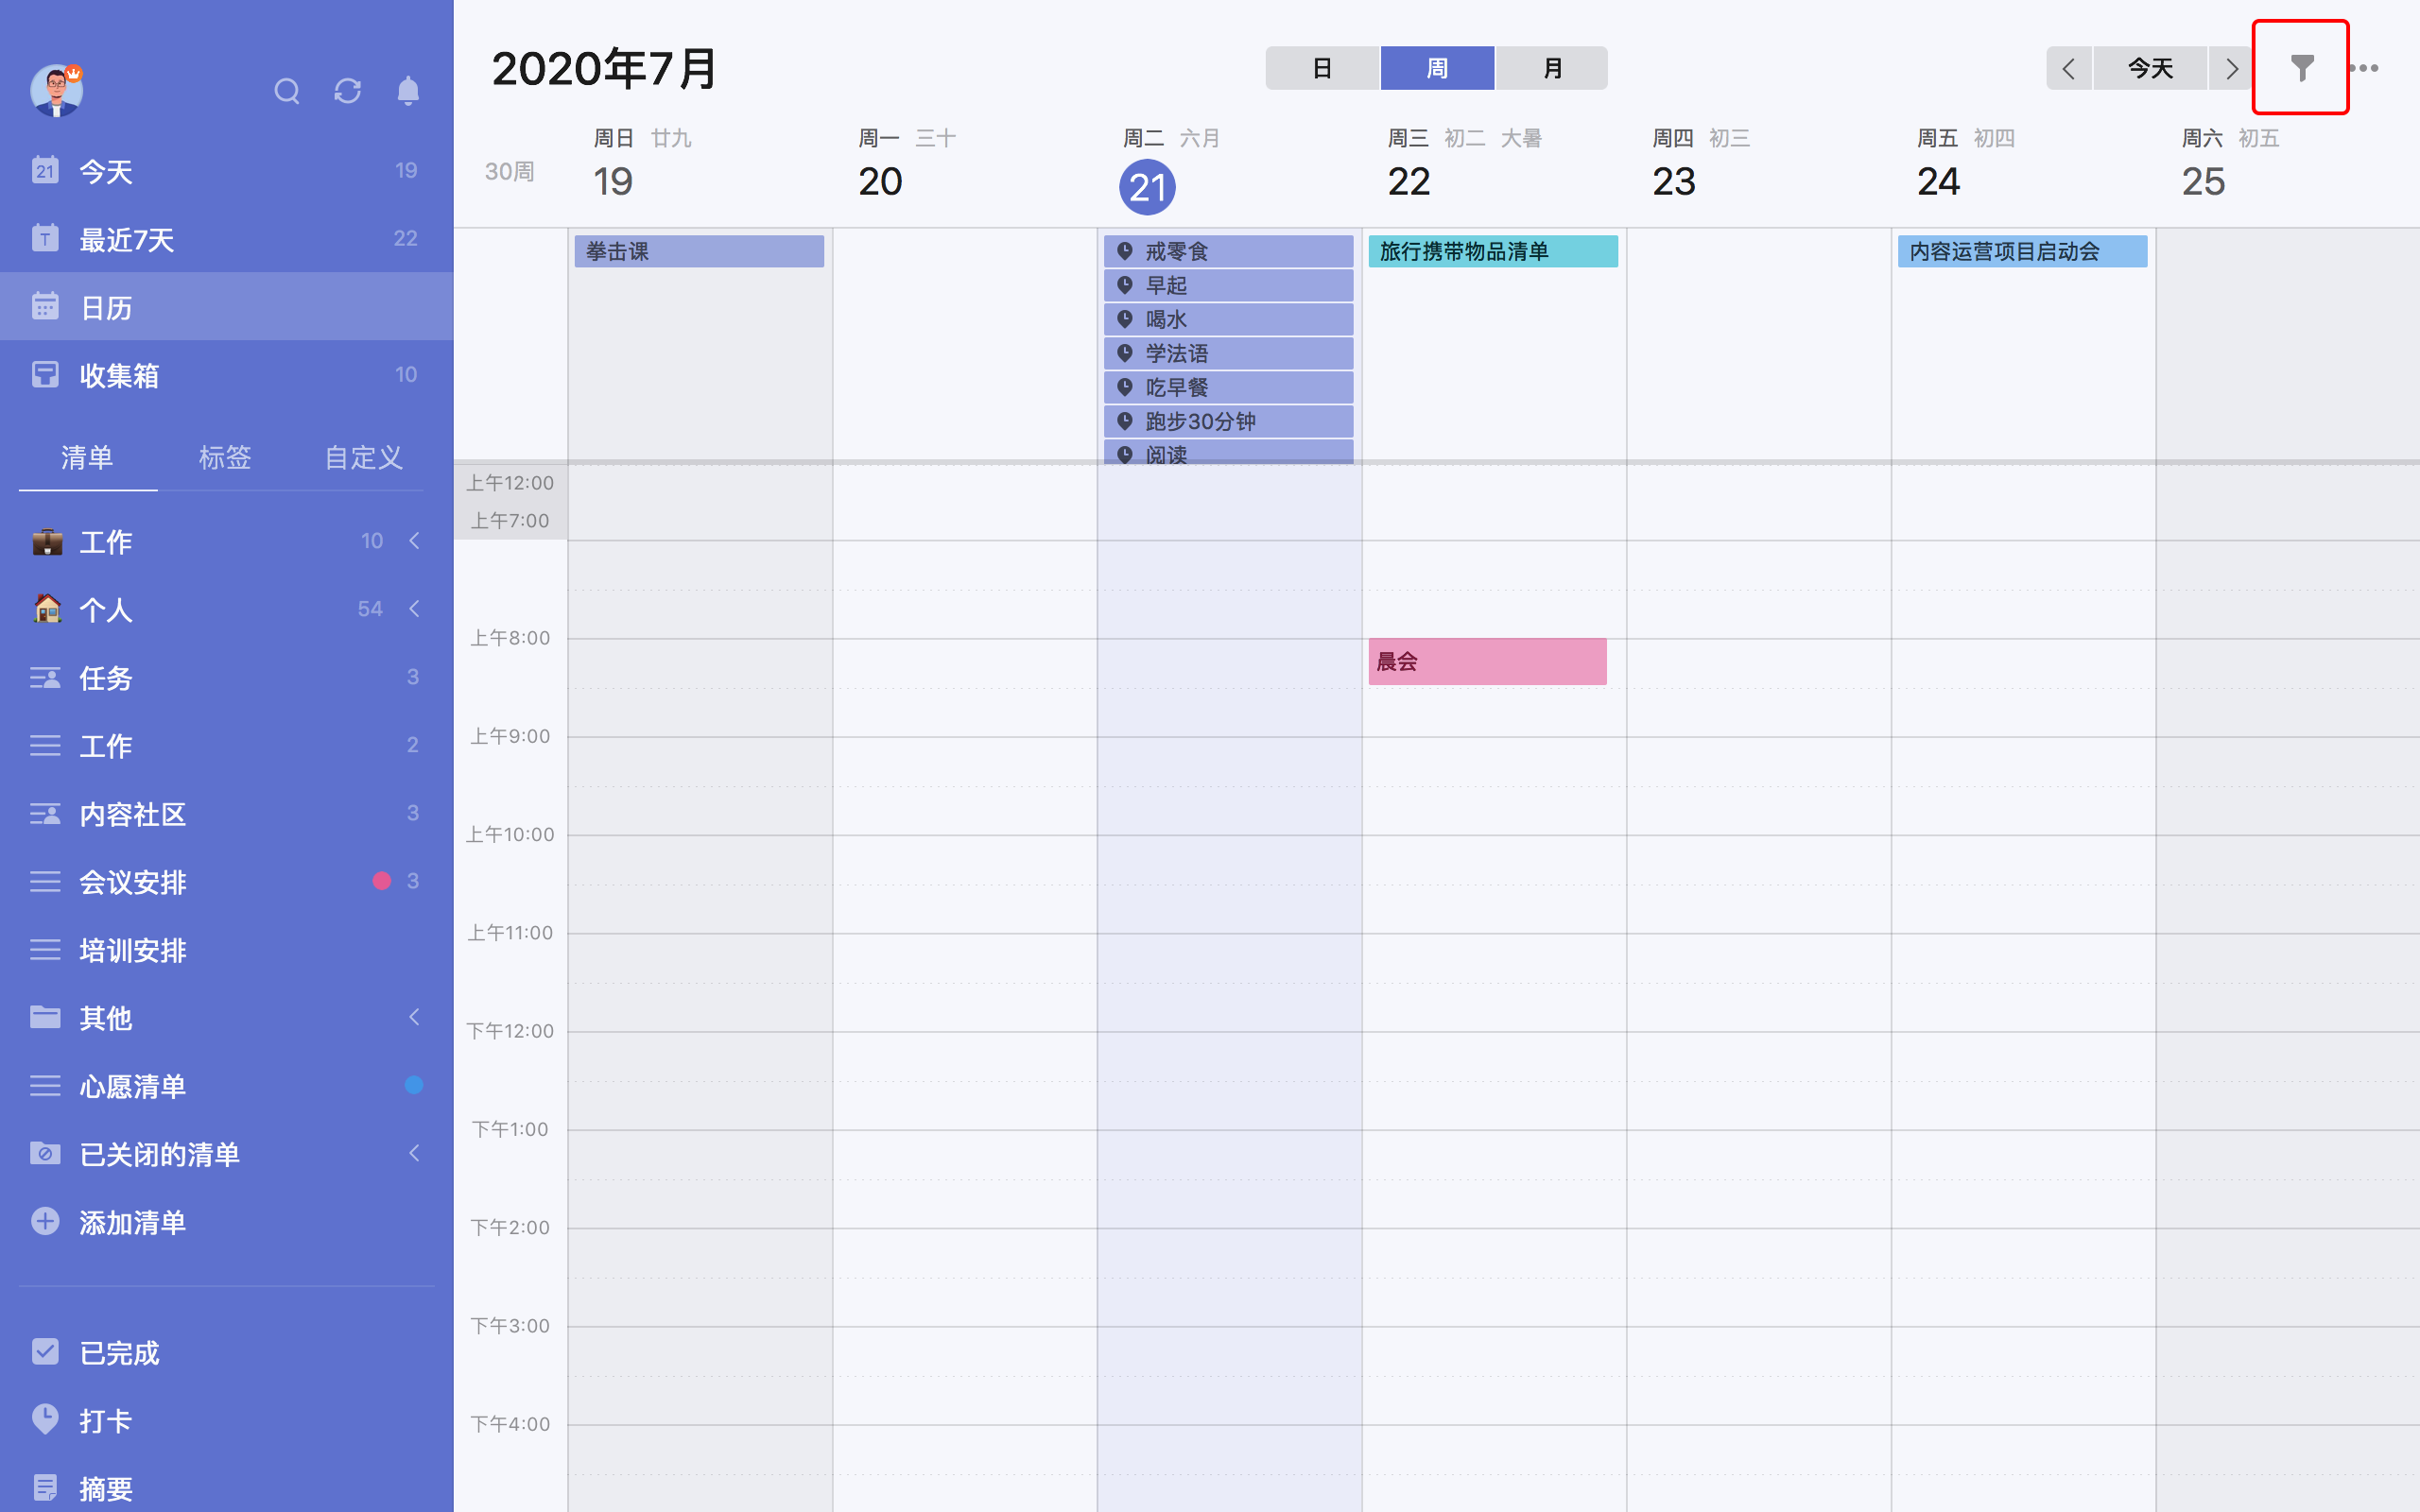 今天 19
21
最近7天 22
T
日历
收集箱 10
清单 标签 自定义
工作 10
个人 54
任务 3
工作 2
内容社区 3
会议安排 3
培训安排
其他
心愿清单
已关闭的清单
添加清单
已完成
打卡
摘要
2020年7月
日 周 月
今天
30周
周日 廿九
19
周一 三十
20
周二 六月
21
周三 初二 大暑
22
周四 初三
23
周五 初四
24
周六 初五
25
拳击课
戒零食
早起
喝水
学法语
吃早餐
跑步30分钟
阅读
旅行携带物品清单
内容运营项目启动会
上午12:00
上午7:00
上午8:00
晨会
上午9:00
上午10:00
上午11:00
下午12:00
下午1:00
下午2:00
下午3:00
下午4:00